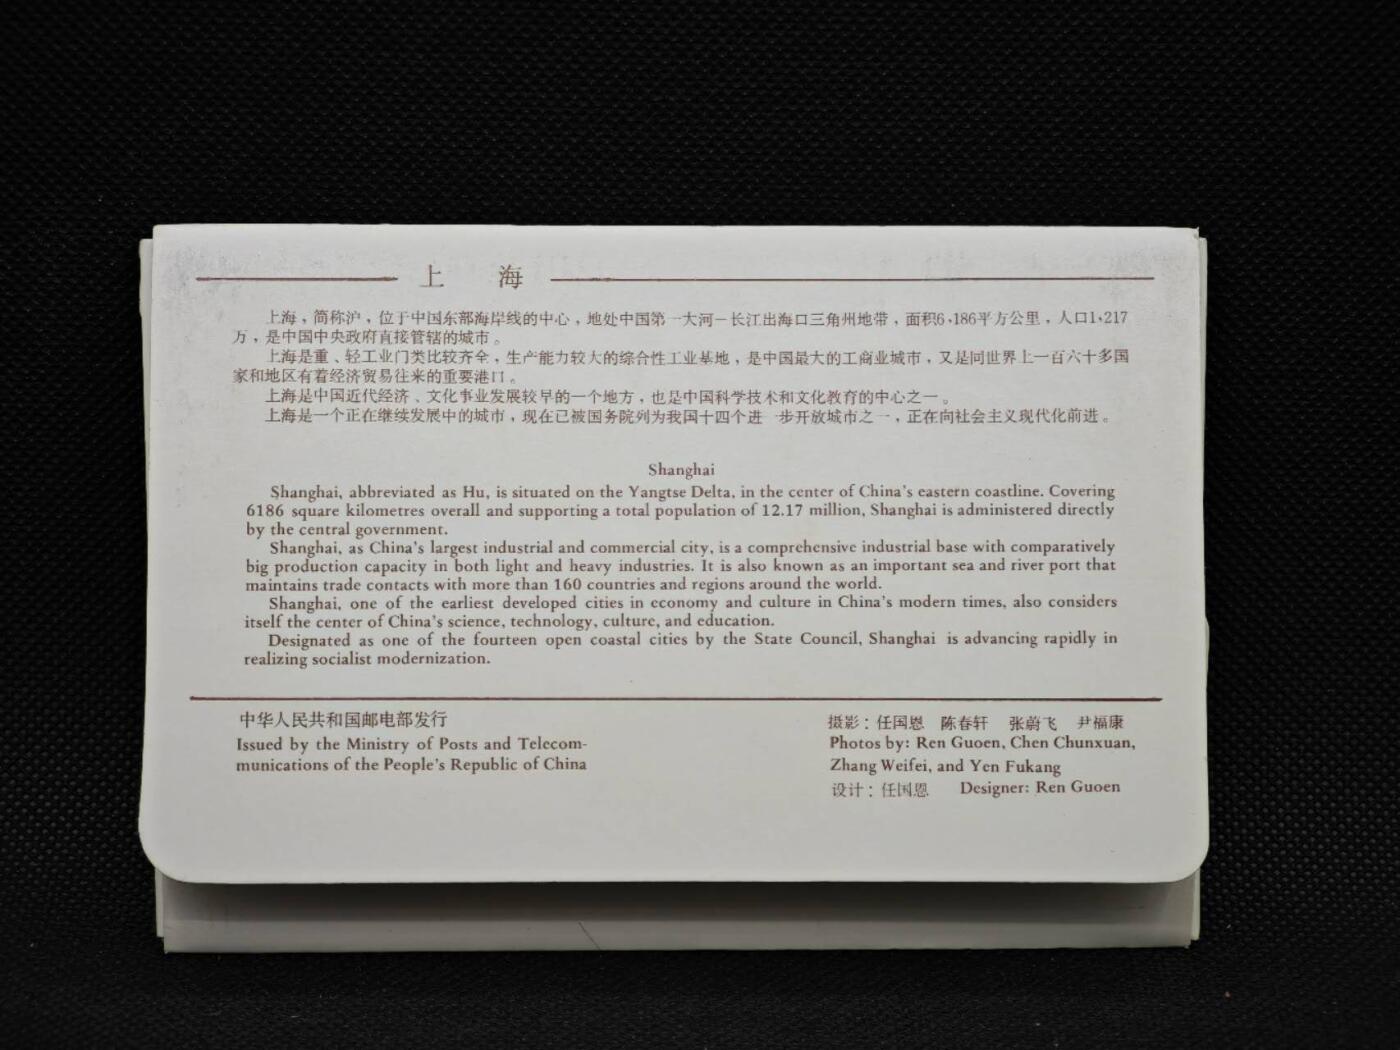 上 海
上海，简称沪，位于中国东部海岸线的中心，地处中国第一大河—长江出海口三角州地带，面积6,186平方公里，人口1,217
万，是中国中央政府直接管辖的城市。
上海是重、轻工业门类比较齐全，生产能力较大的综合性工业基地，是中国最大的工商业城市，又是同世界上一百六十多国
家和地区有着经济贸易往来的重要港口。
上海是中国近代经济、文化事业发展较早的一个地方，也是中国科学技术和文化教育的中心之一。
上海是一个正在继续发展中的城市，现在已被国务院列为我国十四个进一步开放城市之一，正在向社会主义现代化前进。
Shanghai
Shanghai, abbreviated as Hu, is situated on the Yangtse Delta, in the center of China's eastern coastline. Covering
6186 square kilometres overall and supporting a total population of 12.17 million, Shanghai is administered directly
by the central government.
Shanghai, as China's largest industrial and commercial city, is a comprehensive industrial base with comparatively
big production capacity in both light and heavy industries. It is also known as an important sea and river port that
maintains trade contacts with more than 160 countries and regions around the world.
Shanghai, one of the earliest developed cities in economy and culture in China's modern times, also considers
itself the center of China's science, technology, culture, and education.
Designated as one of the fourteen open coastal cities by the State Council, Shanghai is advancing rapidly in
realizing socialist modernization.
中华人民共和国邮电部发行
Issued by the Ministry of Posts and Telecom-
munications of the People's Republic of China
摄影：任国恩 陈春轩 张蔚飞 尹福康
Photos by: Ren Guoen, Chen Chunxuan,
Zhang Weifei, and Yen Fukang
设计：任国恩 Designer: Ren Guoen